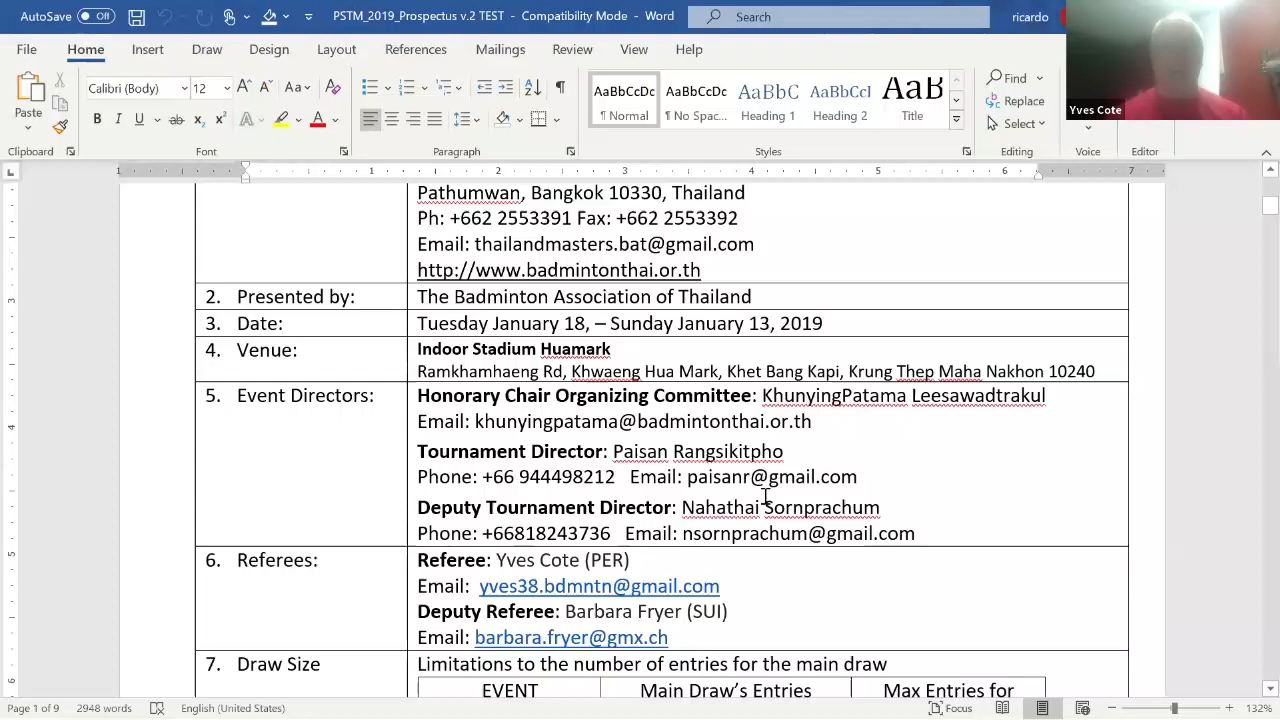 AutoSave Off PSTM_2019_Prospectus v.2 TEST - Compatibility Mode - Word Search ricardo
File Home Insert Draw Design Layout References Mailings Review View Help
Yves Cote
Paste
Calibri (Body) 12
AaBbCcDc AaBbCcDc AaBbC AaBbCcI AaB
¶ Normal ¶ No Spac... Heading 1 Heading 2 Title
Find
Replace
Select
Clipboard Font Paragraph Styles Editing Voice Editor
1 1 2 3 4 5 6 7
Pathumwan, Bangkok 10330, Thailand
Ph: +662 2553391 Fax: +662 2553392
Email: thailandmasters.bat@gmail.com
http://www.badmintonthai.or.th
2. Presented by: The Badminton Association of Thailand
3. Date: Tuesday January 18, – Sunday January 13, 2019
4. Venue: Indoor Stadium Huamark
Ramkhamhaeng Rd, Khwaeng Hua Mark, Khet Bang Kapi, Krung Thep Maha Nakhon 10240
5. Event Directors: Honorary Chair Organizing Committee: KhunyingPatama Leesawadtrakul
Email: khunyingpatama@badmintonthai.or.th
Tournament Director: Paisan Rangsikitpho
Phone: +66 944498212 Email: paisanr@gmail.com
Deputy Tournament Director: Nahathai Sornprachum
Phone: +66818243736 Email: nsornprachum@gmail.com
6. Referees: Referee: Yves Cote (PER)
Email: yves38.bdmntn@gmail.com
Deputy Referee: Barbara Fryer (SUI)
Email: barbara.fryer@gmx.ch
7. Draw Size Limitations to the number of entries for the main draw
EVENT Main Draw's Entries Max Entries for
Page 1 of 9 2948 words English (United States) Focus 132%